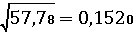 √57,78 = 0,1520